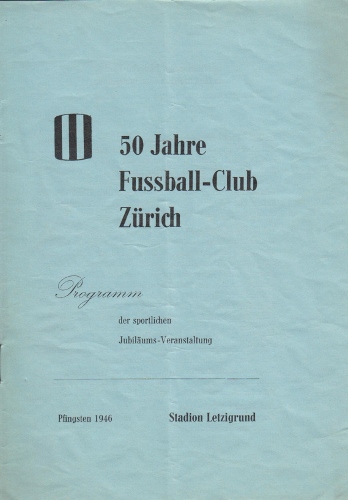 50 Jahre
Fussball-Club
Zürich
Programm
der sportlichen
Jubiläums-Veranstaltung
Pfingsten 1946
Stadion Letzigrund